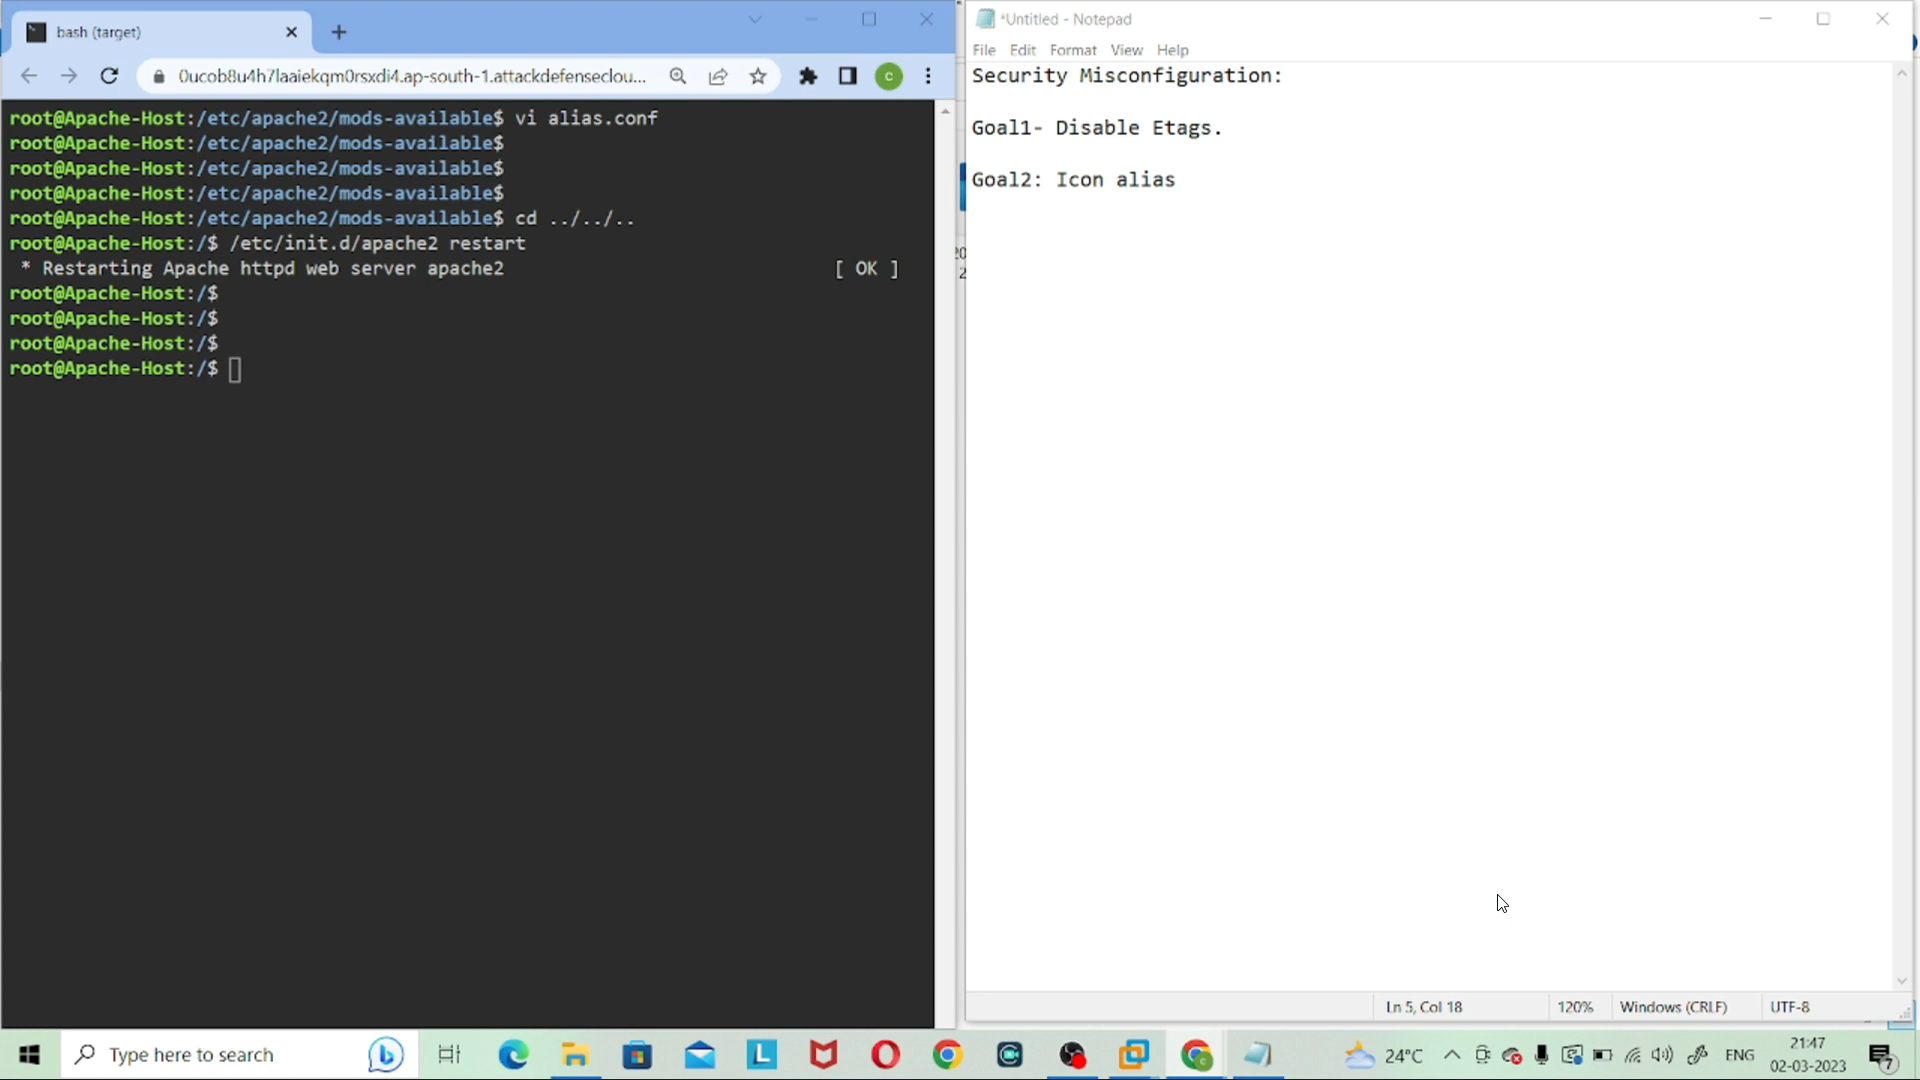 bash (target)
0ucob8u4h7laaiekqm0rsxdi4.ap-south-1.attackdefenseclou...
c
root@Apache-Host:/etc/apache2/mods-available$ vi alias.conf
root@Apache-Host:/etc/apache2/mods-available$
root@Apache-Host:/etc/apache2/mods-available$
root@Apache-Host:/etc/apache2/mods-available$
root@Apache-Host:/etc/apache2/mods-available$ cd ../../..
root@Apache-Host:/$ /etc/init.d/apache2 restart
* Restarting Apache httpd web server apache2 [ OK ]
root@Apache-Host:/$
root@Apache-Host:/$
root@Apache-Host:/$
root@Apache-Host:/$
*Untitled - Notepad
File Edit Format View Help
Security Misconfiguration:
Goal1- Disable Etags.
Goal2: Icon alias
Ln 5, Col 18 120% Windows (CRLF) UTF-8
Type here to search
L
24°C
ENG
21:47
02-03-2023
7